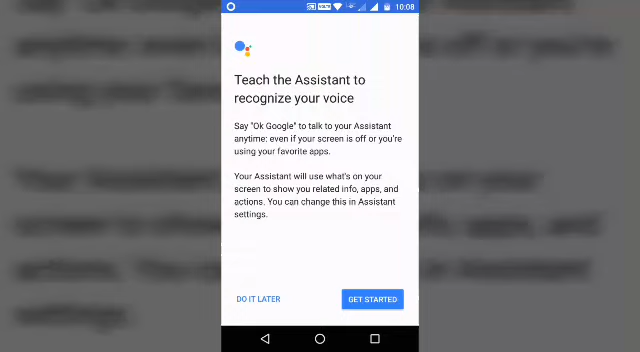 10:08
Teach the Assistant to
recognize your voice
Say "Ok Google" to talk to your Assistant
anytime: even if your screen is off or you're
using your favorite apps.
Your Assistant will use what's on your
screen to show you related info, apps, and
actions. You can change this in Assistant
settings.
DO IT LATER
GET STARTED